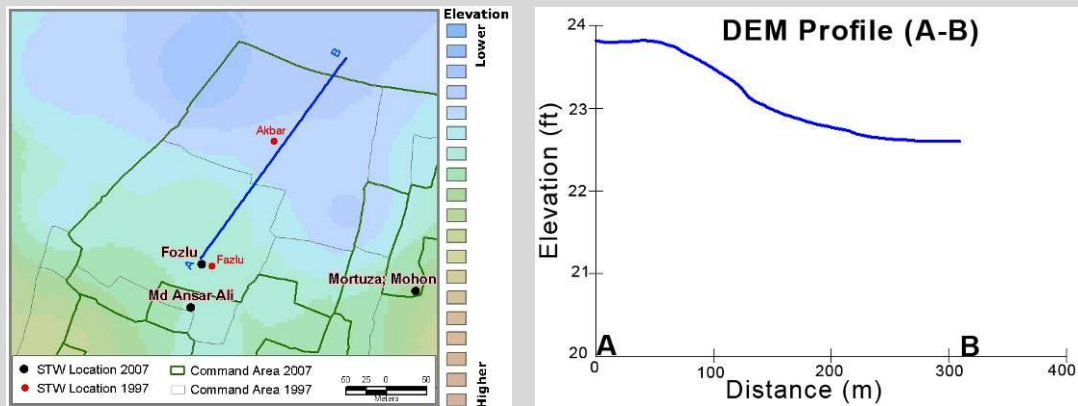 Elevation
Lower
Higher
B
Akbar
Fozlu
Fazlu
A
Mortuza; Mohon
Md Ansar Ali
STW Location 2007
Command Area 2007
STW Location 1997
Command Area 1997
50 25 0 50
Meters
DEM Profile (A-B)
Elevation (ft)
24
23
22
21
20
A
B
0 100 200 300 400
Distance (m)